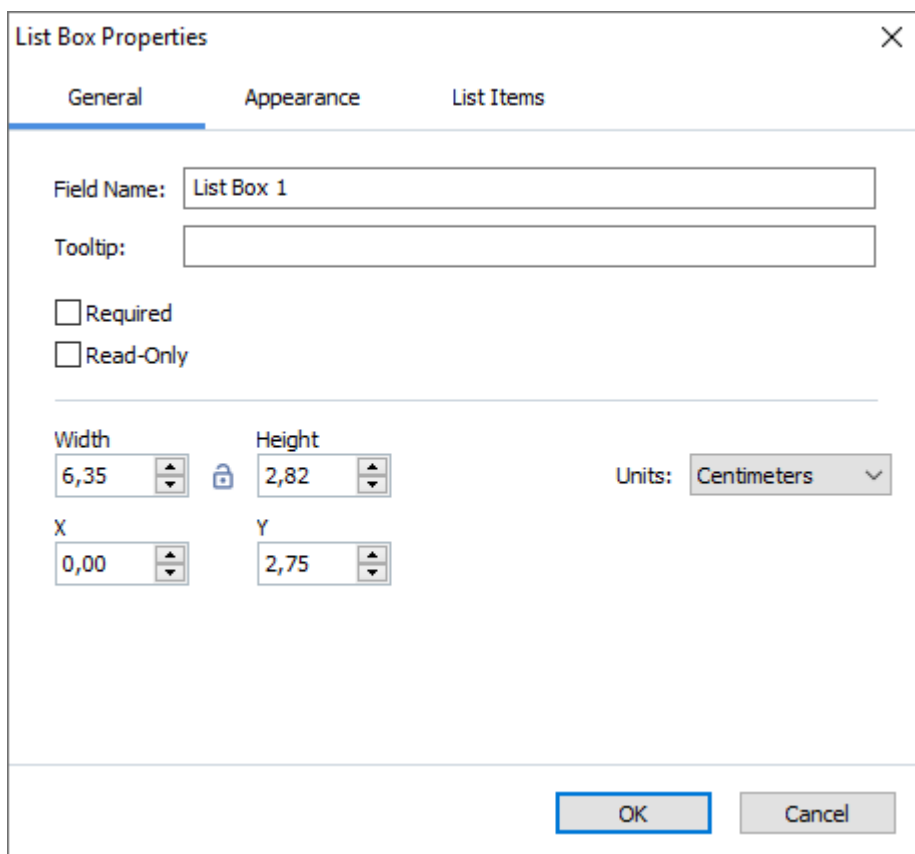 List Box Properties
General Appearance List Items
Field Name: List Box 1
Tooltip:
Required
Read-Only
Width Height
6,35 2,82 Units: Centimeters
X Y
0,00 2,75
OK Cancel